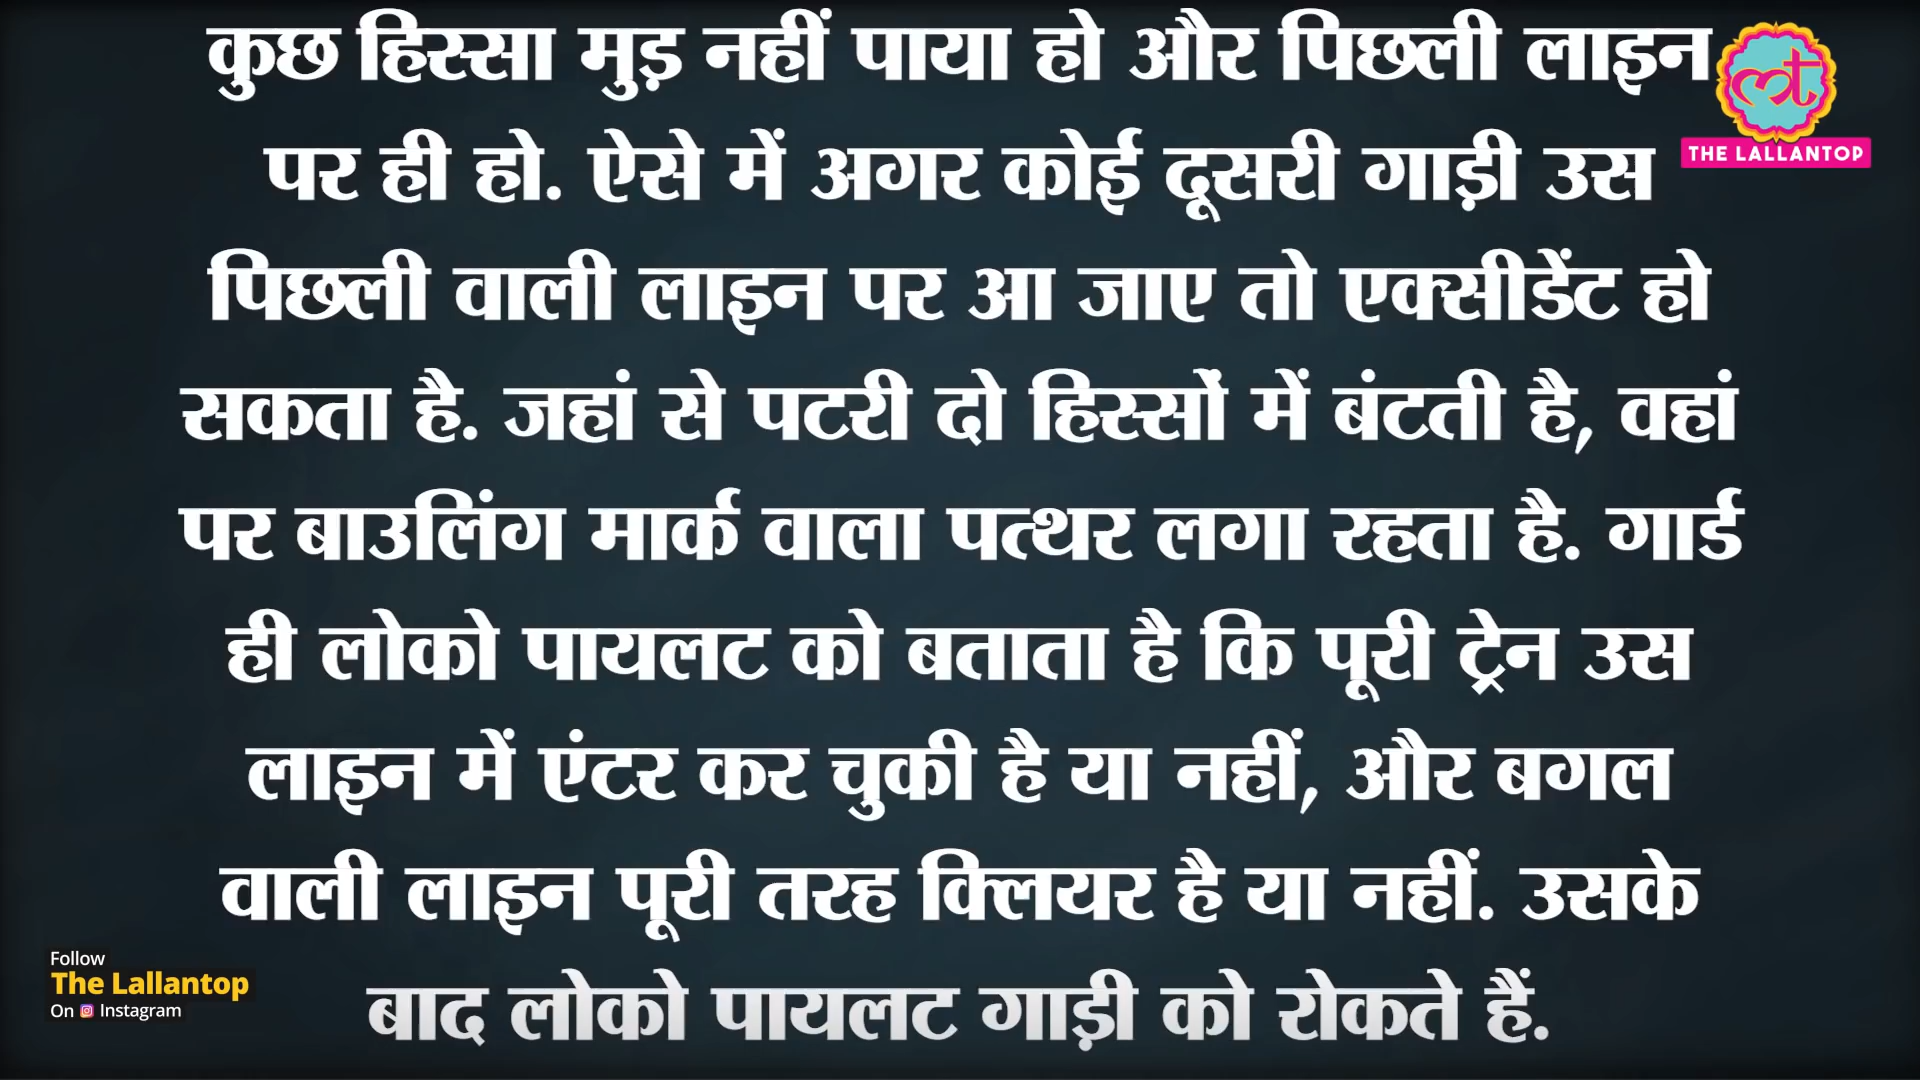 कुछ हिस्सा मुड़ नहीं पाया हो और पिछली लाइन
पर ही हो. ऐसे में अगर कोई दूसरी गाड़ी उस
पिछली वाली लाइन पर आ जाए तो एक्सीडेंट हो
सकता है. जहां से पटरी दो हिस्सों में बंटती है, वहां
पर बाउलिंग मार्क वाला पत्थर लगा रहता है. गार्ड
ही लोको पायलट को बताता है कि पूरी ट्रेन उस
लाइन में एंटर कर चुकी है या नहीं, और बगल
वाली लाइन पूरी तरह क्लियर है या नहीं. उसके
बाद लोको पायलट गाड़ी को रोकते हैं.
लt
THE LALLANTOP
Follow
The Lallantop
On Instagram